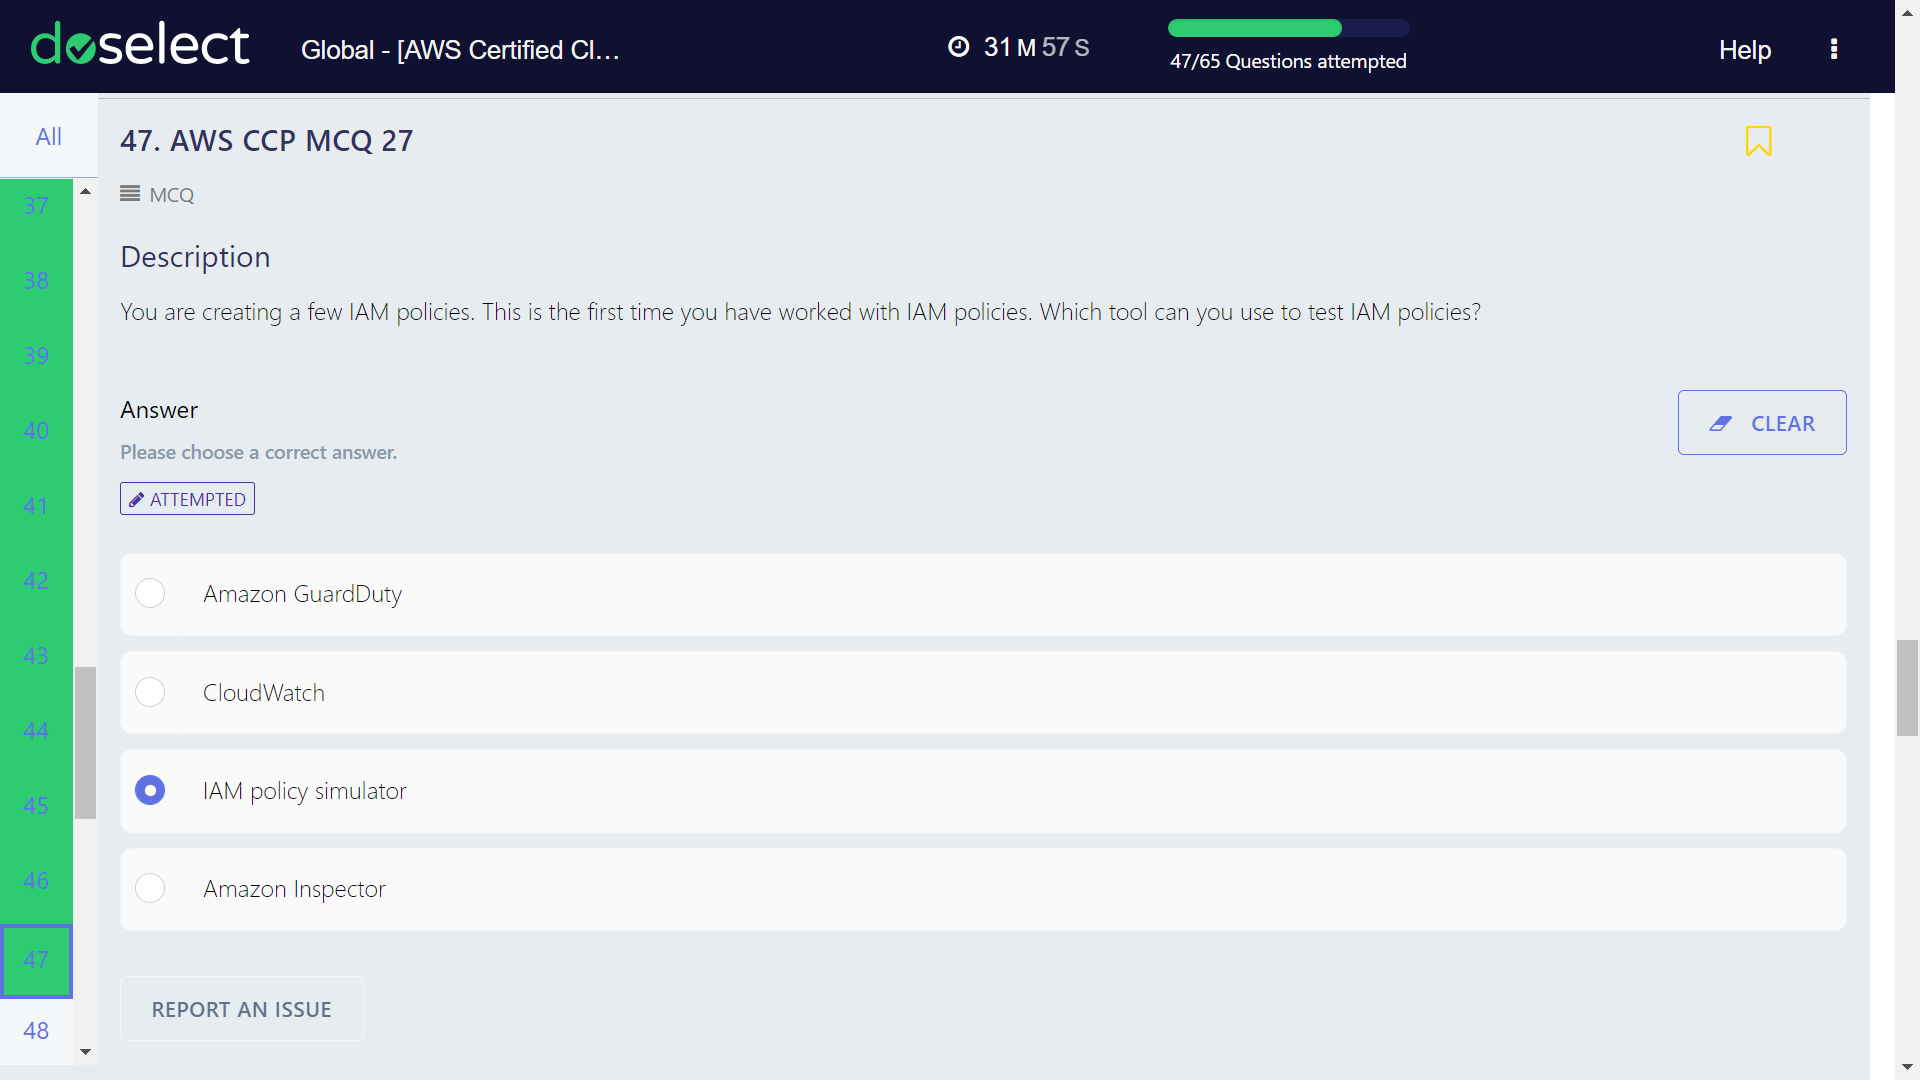 doselect
Global - [AWS Certified Cl...
31 M 57 S
47/65 Questions attempted
Help
All
47. AWS CCP MCQ 27
MCQ
Description
You are creating a few IAM policies. This is the first time you have worked with IAM policies. Which tool can you use to test IAM policies?
Answer
CLEAR
Please choose a correct answer.
ATTEMPTED
Amazon GuardDuty
CloudWatch
IAM policy simulator
Amazon Inspector
REPORT AN ISSUE
37
38
39
40
41
42
43
44
45
46
47
48